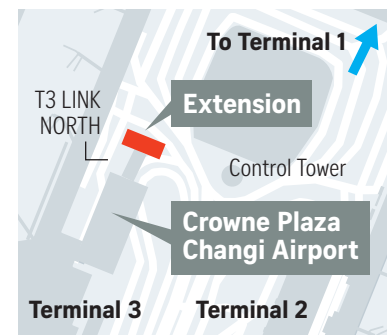 To Terminal 1
T3 LINK
NORTH
Extension
Control Tower
Crowne Plaza
Changi Airport
Terminal 3
Terminal 2